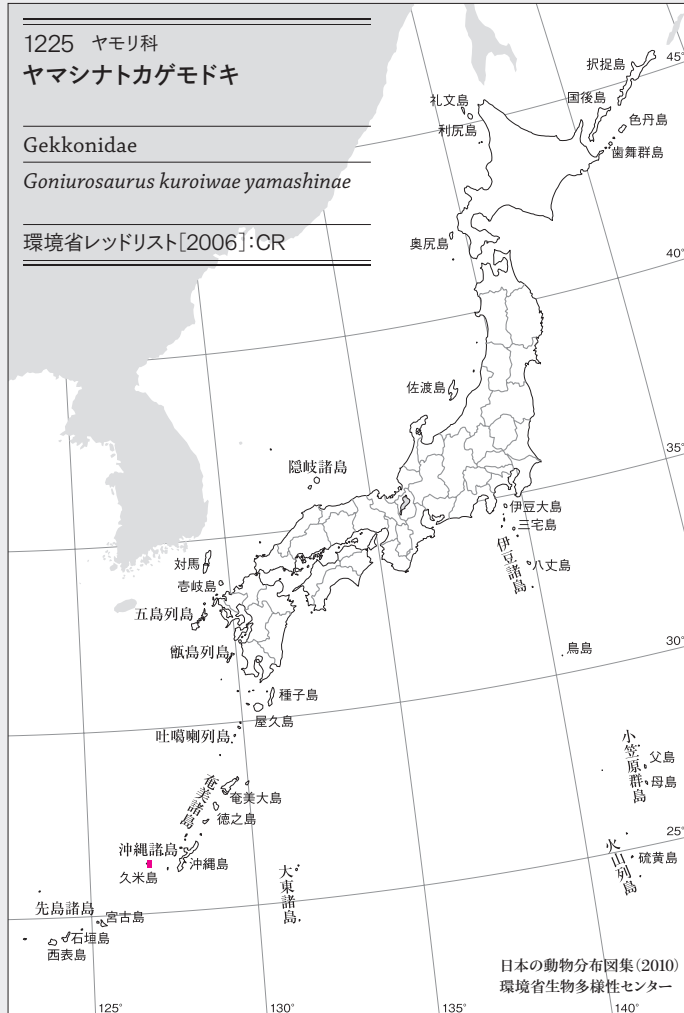 1225 ヤモリ科
ヤマシナトカゲモドキ
Gekkonidae
Goniurosaurus kuroiwae yamashinae
環境省レッドリスト[2006]:CR
45°
択捉島
国後島
礼文島
色丹島
利尻島
歯舞群島
奥尻島
40°
佐渡島
35°
隠岐諸島
伊豆大島
三宅島
伊豆諸島
八丈島
対馬
壱岐島
五島列島
甑島列島
鳥島
30°
種子島
屋久島
吐噶喇列島
小笠原群島
父島
母島
奄美諸島
奄美大島
徳之島
25°
沖縄諸島
沖縄島
久米島
火山列島
硫黄島
大東諸島
先島諸島
宮古島
石垣島
西表島
日本の動物分布図集(2010)
環境省生物多様性センター
125°
130°
135°
140°